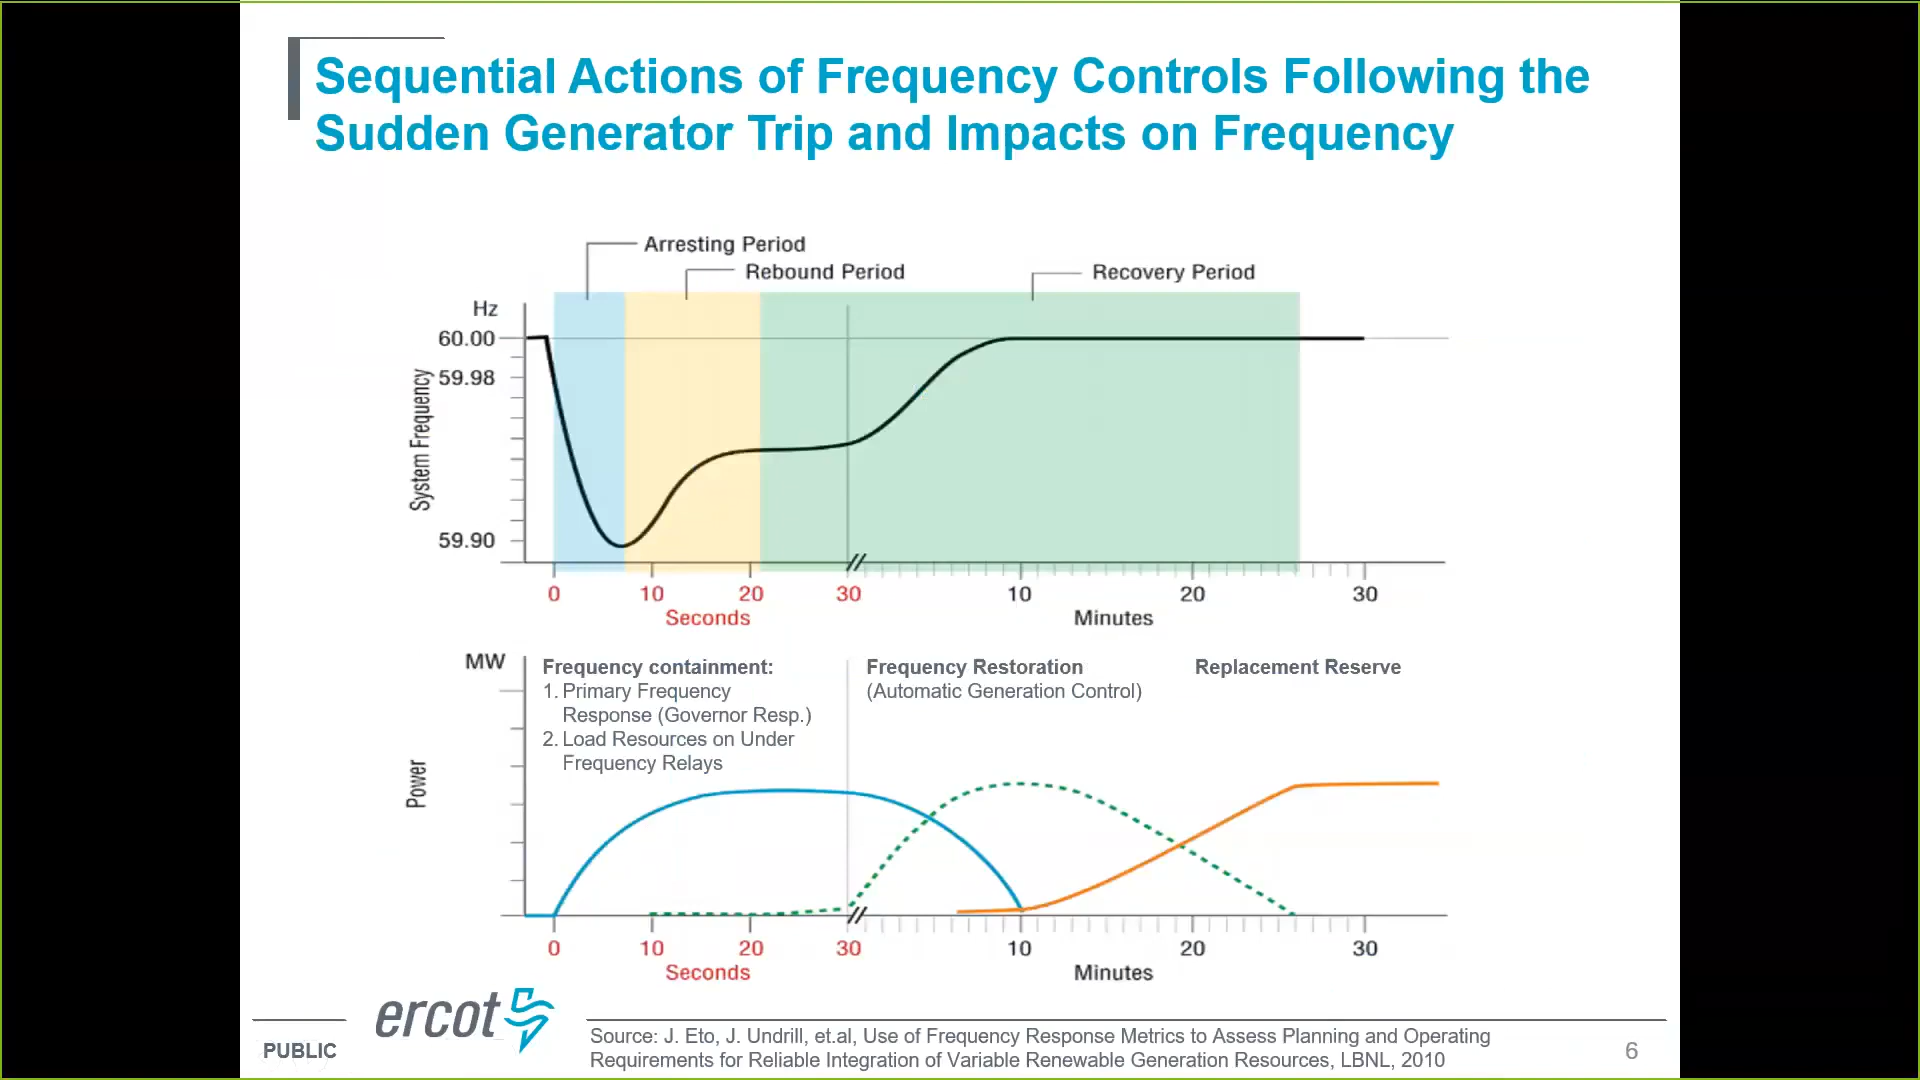 Sequential Actions of Frequency Controls Following the
Sudden Generator Trip and Impacts on Frequency
Arresting Period
Rebound Period
Recovery Period
Hz
60.00
59.98
59.90
System Frequency
0 10 20 30 10 20 30
Seconds Minutes
MW
Frequency containment:
1. Primary Frequency
Response (Governor Resp.)
2. Load Resources on Under
Frequency Relays
Frequency Restoration
(Automatic Generation Control)
Replacement Reserve
Power
0 10 20 30 10 20 30
Seconds Minutes
PUBLIC
ercot
Source: J. Eto, J. Undrill, et.al, Use of Frequency Response Metrics to Assess Planning and Operating
Requirements for Reliable Integration of Variable Renewable Generation Resources, LBNL, 2010
6